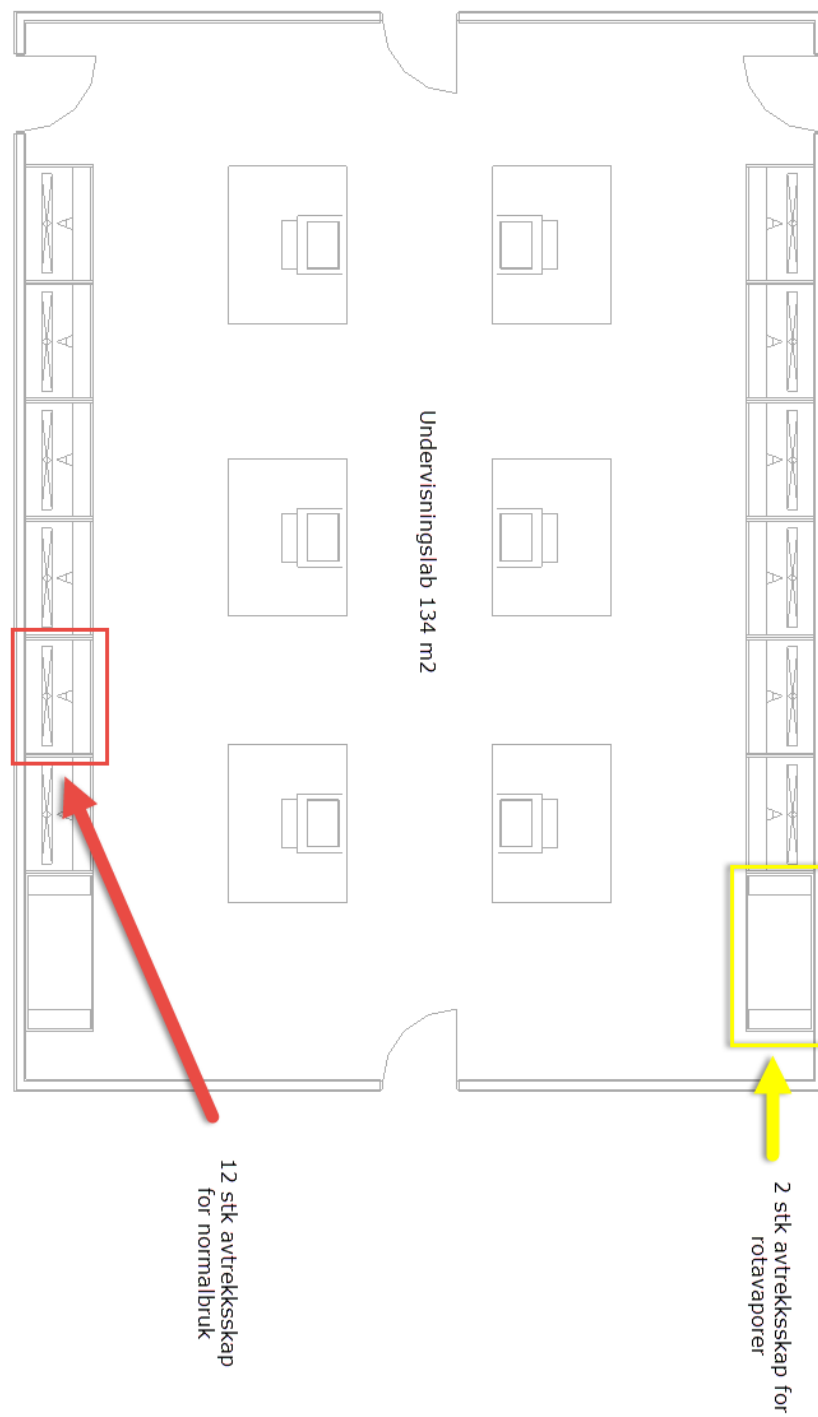 Undervisningslab 134 m2
2 stk avtrekksskap for
rotavaporer
12 stk avtrekksskap
for normalbruk